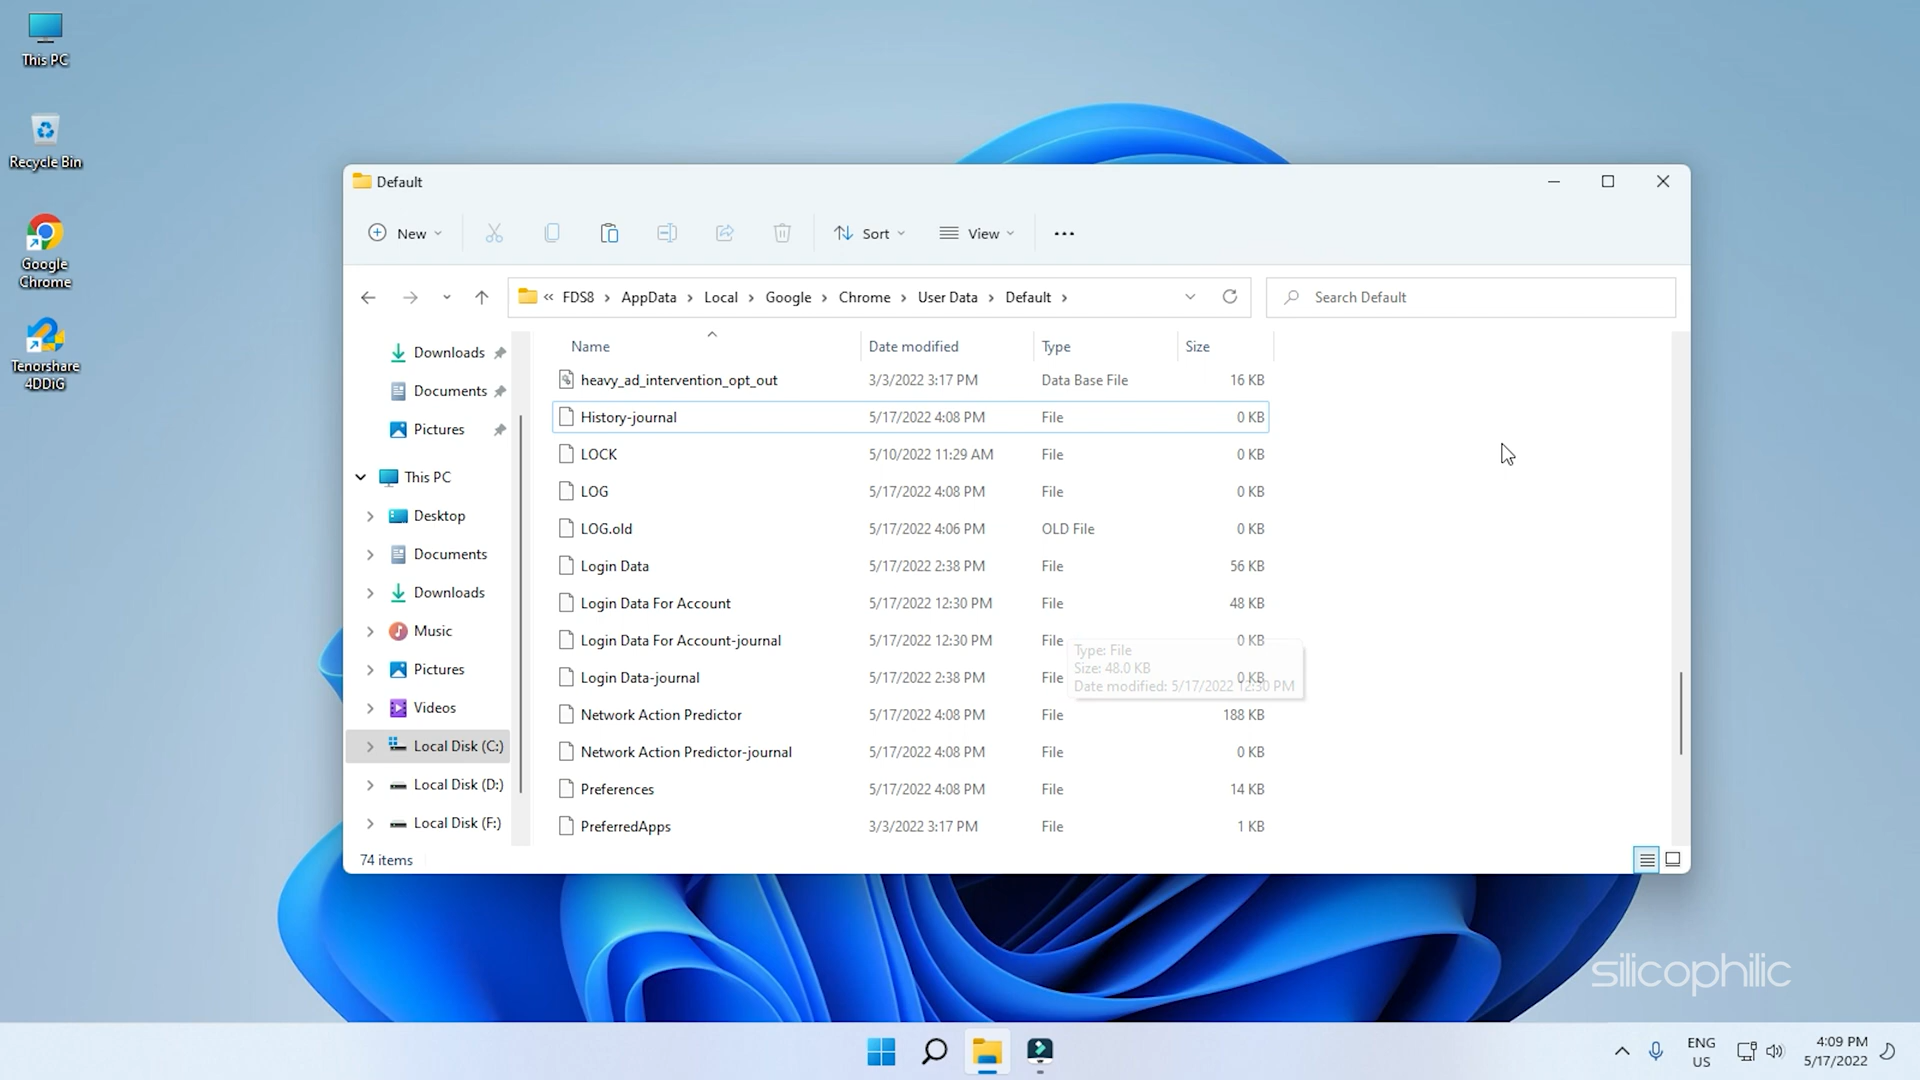 This PC
Recycle Bin
Google
Chrome
Tenorshare
4DDiG
Default
New
Sort
View
« FDS8 › AppData › Local › Google › Chrome › User Data › Default ›
Search Default
Downloads
Documents
Pictures
This PC
Desktop
Documents
Downloads
Music
Pictures
Videos
Local Disk (C:)
Local Disk (D:)
Local Disk (F:)
Name Date modified Type Size
heavy_ad_intervention_opt_out 3/3/2022 3:17 PM Data Base File 16 KB
History-journal 5/17/2022 4:08 PM File 0 KB
LOCK 5/10/2022 11:29 AM File 0 KB
LOG 5/17/2022 4:08 PM File 0 KB
LOG.old 5/17/2022 4:06 PM OLD File 0 KB
Login Data 5/17/2022 2:38 PM File 56 KB
Login Data For Account 5/17/2022 12:30 PM File 48 KB
Login Data For Account-journal 5/17/2022 12:30 PM File 0 KB
Type: File
Size: 48.0 KB
Date modified: 5/17/2022 12:30 PM
Login Data-journal 5/17/2022 2:38 PM File 0 KB
Network Action Predictor 5/17/2022 4:08 PM File 188 KB
Network Action Predictor-journal 5/17/2022 4:08 PM File 0 KB
Preferences 5/17/2022 4:08 PM File 14 KB
PreferredApps 3/3/2022 3:17 PM File 1 KB
74 items
silicophilic
ENG
US
4:09 PM
5/17/2022